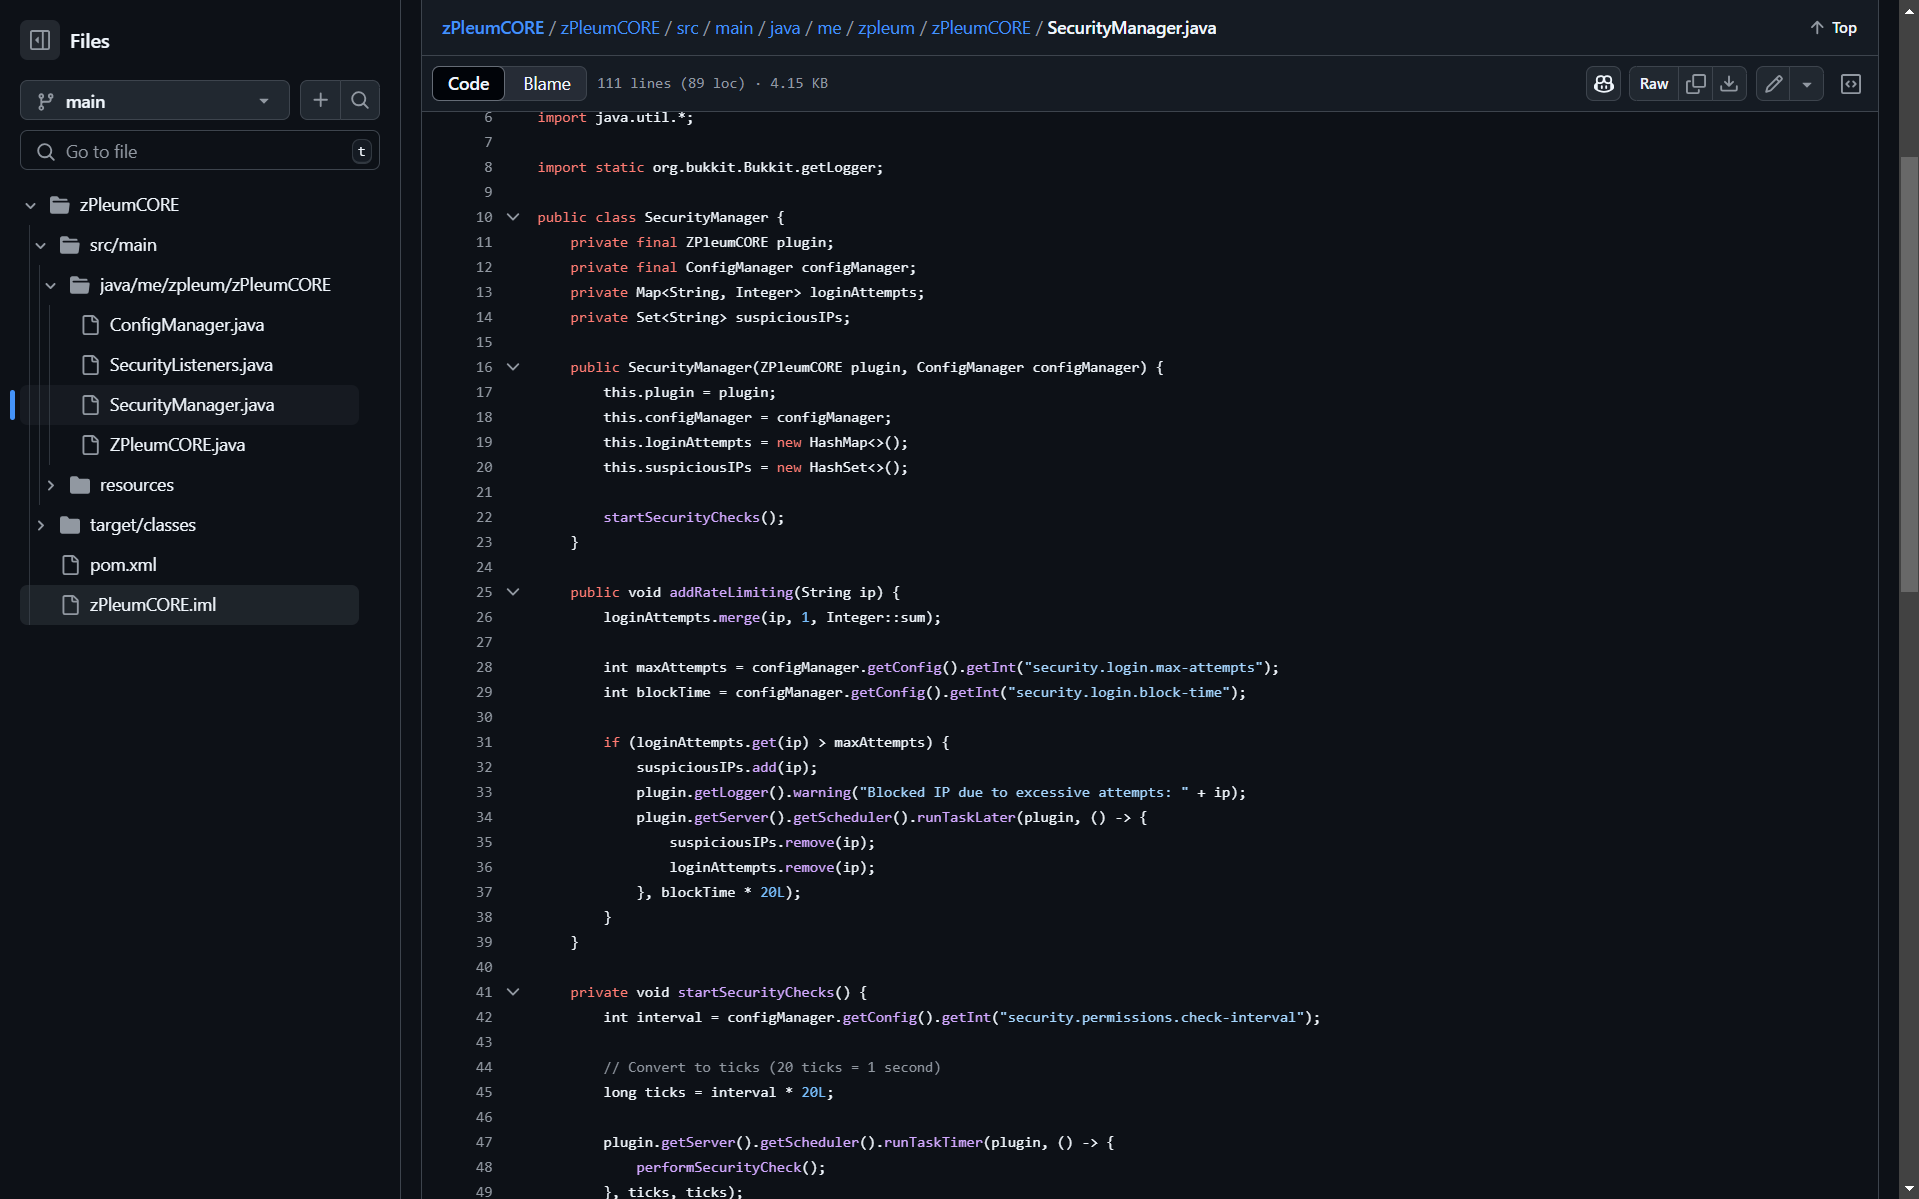 Files
main
Go to file
t
zPleumCORE
src/main
java/me/zpleum/zPleumCORE
ConfigManager.java
SecurityListeners.java
SecurityManager.java
ZPleumCORE.java
resources
target/classes
pom.xml
zPleumCORE.iml
zPleumCORE / zPleumCORE / src / main / java / me / zpleum / zPleumCORE / SecurityManager.java
Top
Code Blame 111 lines (89 loc) · 4.15 KB Raw
6 import java.util.*;
7
8 import static org.bukkit.Bukkit.getLogger;
9
10 public class SecurityManager {
11 private final ZPleumCORE plugin;
12 private final ConfigManager configManager;
13 private Map<String, Integer> loginAttempts;
14 private Set<String> suspiciousIPs;
15
16 public SecurityManager(ZPleumCORE plugin, ConfigManager configManager) {
17 this.plugin = plugin;
18 this.configManager = configManager;
19 this.loginAttempts = new HashMap<>();
20 this.suspiciousIPs = new HashSet<>();
21
22 startSecurityChecks();
23 }
24
25 public void addRateLimiting(String ip) {
26 loginAttempts.merge(ip, 1, Integer::sum);
27
28 int maxAttempts = configManager.getConfig().getInt("security.login.max-attempts");
29 int blockTime = configManager.getConfig().getInt("security.login.block-time");
30
31 if (loginAttempts.get(ip) > maxAttempts) {
32 suspiciousIPs.add(ip);
33 plugin.getLogger().warning("Blocked IP due to excessive attempts: " + ip);
34 plugin.getServer().getScheduler().runTaskLater(plugin, () -> {
35 suspiciousIPs.remove(ip);
36 loginAttempts.remove(ip);
37 }, blockTime * 20L);
38 }
39 }
40
41 private void startSecurityChecks() {
42 int interval = configManager.getConfig().getInt("security.permissions.check-interval");
43
44 // Convert to ticks (20 ticks = 1 second)
45 long ticks = interval * 20L;
46
47 plugin.getServer().getScheduler().runTaskTimer(plugin, () -> {
48 performSecurityCheck();
49 }, ticks, ticks);